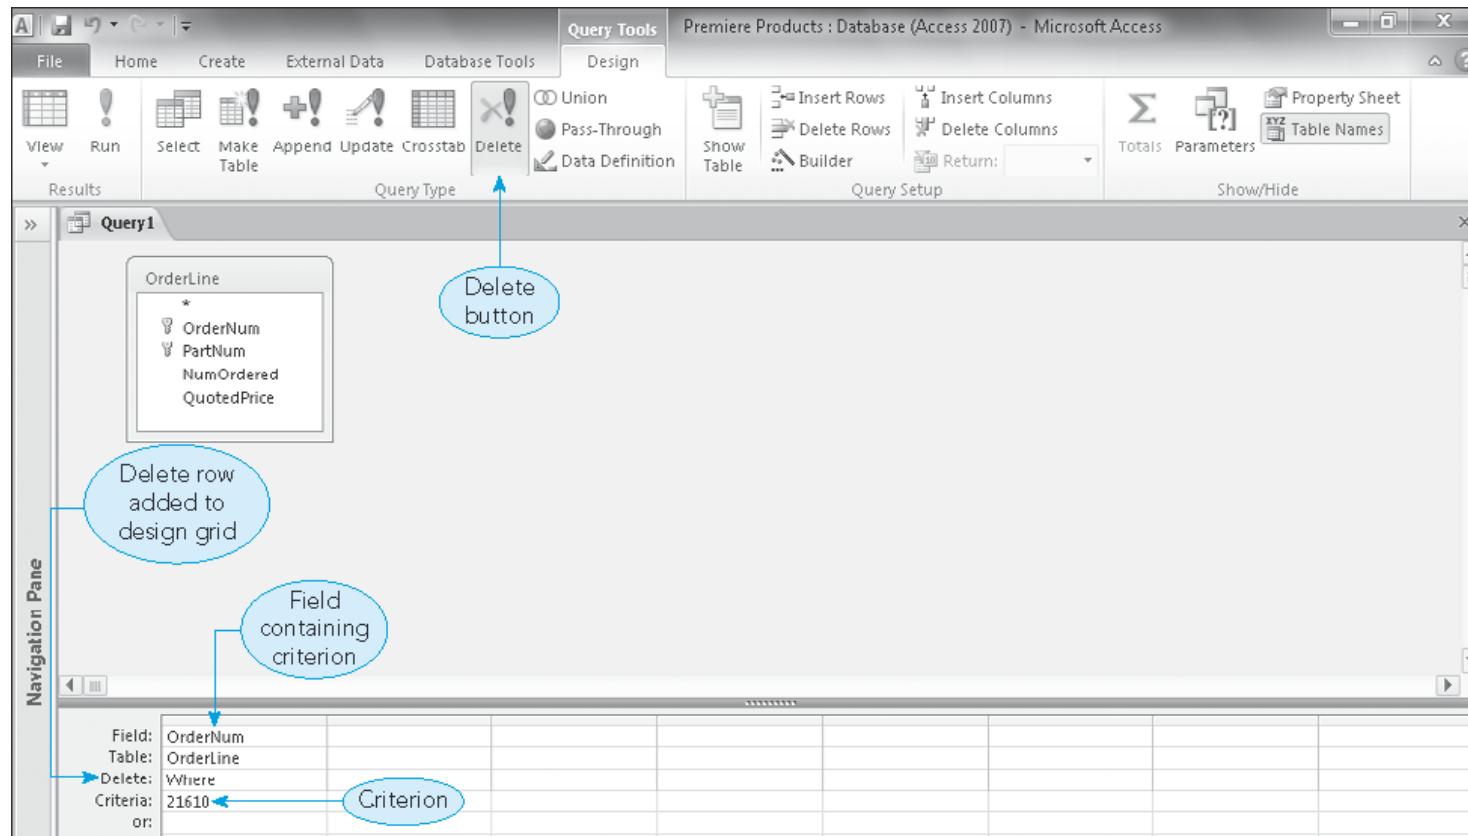 A
Query Tools
Premiere Products : Database (Access 2007) - Microsoft Access
X
File
Home
Create
External Data
Database Tools
Design
View
Run
Select
Make
Table
Append
Update
Crosstab
Delete
Union
Pass-Through
Data Definition
Show
Table
Insert Rows
Delete Rows
Builder
Insert Columns
Delete Columns
Return:
Totals
Parameters
Property Sheet
Table Names
Results
Query Type
Query Setup
Show/Hide
»
Query1
OrderLine
*
OrderNum
PartNum
NumOrdered
QuotedPrice
Delete
button
Delete row
added to
design grid
Field
containing
criterion
Navigation Pane
Field: OrderNum
Table: OrderLine
Delete: Where
Criteria: 21610
or:
Criterion